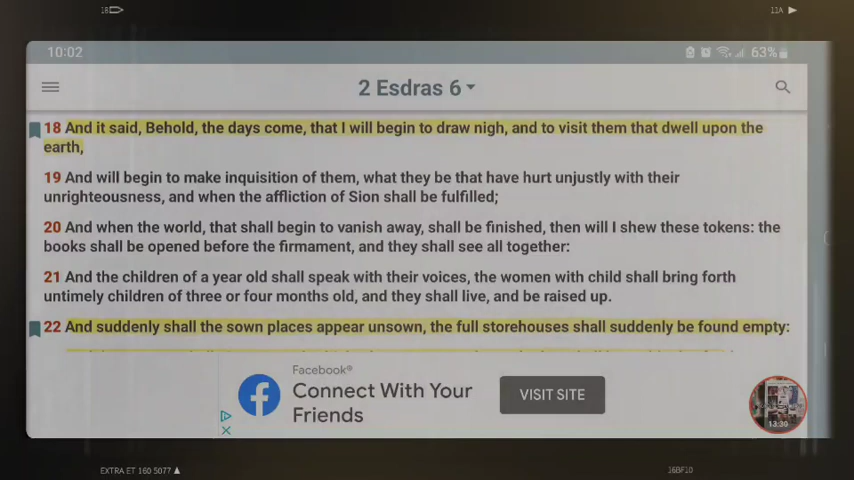 18
11A
10:02
63%
2 Esdras 6
18 And it said, Behold, the days come, that I will begin to draw nigh, and to visit them that dwell upon the
earth,
19 And will begin to make inquisition of them, what they be that have hurt unjustly with their
unrighteousness, and when the affliction of Sion shall be fulfilled;
20 And when the world, that shall begin to vanish away, shall be finished, then will I shew these tokens: the
books shall be opened before the firmament, and they shall see all together:
21 And the children of a year old shall speak with their voices, the women with child shall bring forth
untimely children of three or four months old, and they shall live, and be raised up.
22 And suddenly shall the sown places appear unsown, the full storehouses shall suddenly be found empty:
Facebook®
Connect With Your
Friends
VISIT SITE
13:30
EXTRA ET 160 5077
16BF10